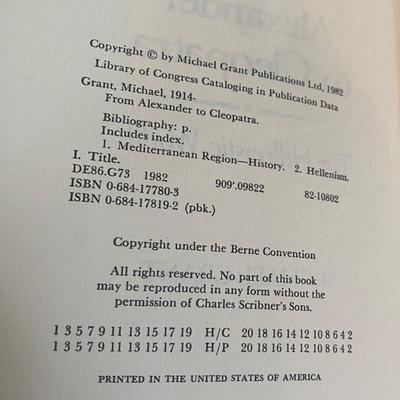 Copyright © by Michael Grant Publications Ltd, 1982
Library of Congress Cataloging in Publication Data
Grant, Michael, 1914-
From Alexander to Cleopatra.
Bibliography: p.
Includes index.
1. Mediterranean Region—History. 2. Hellenism.
I. Title.
DE86.G73 1982 909'.09822 82-10802
ISBN 0-684-17780-3
ISBN 0-684-17819-2 (pbk.)
Copyright under the Berne Convention
All rights reserved. No part of this book
may be reproduced in any form without the
permission of Charles Scribner's Sons.
1 3 5 7 9 11 13 15 17 19 H/C 20 18 16 14 12 10 8 6 4 2
1 3 5 7 9 11 13 15 17 19 H/P 20 18 16 14 12 10 8 6 4 2
PRINTED IN THE UNITED STATES OF AMERICA